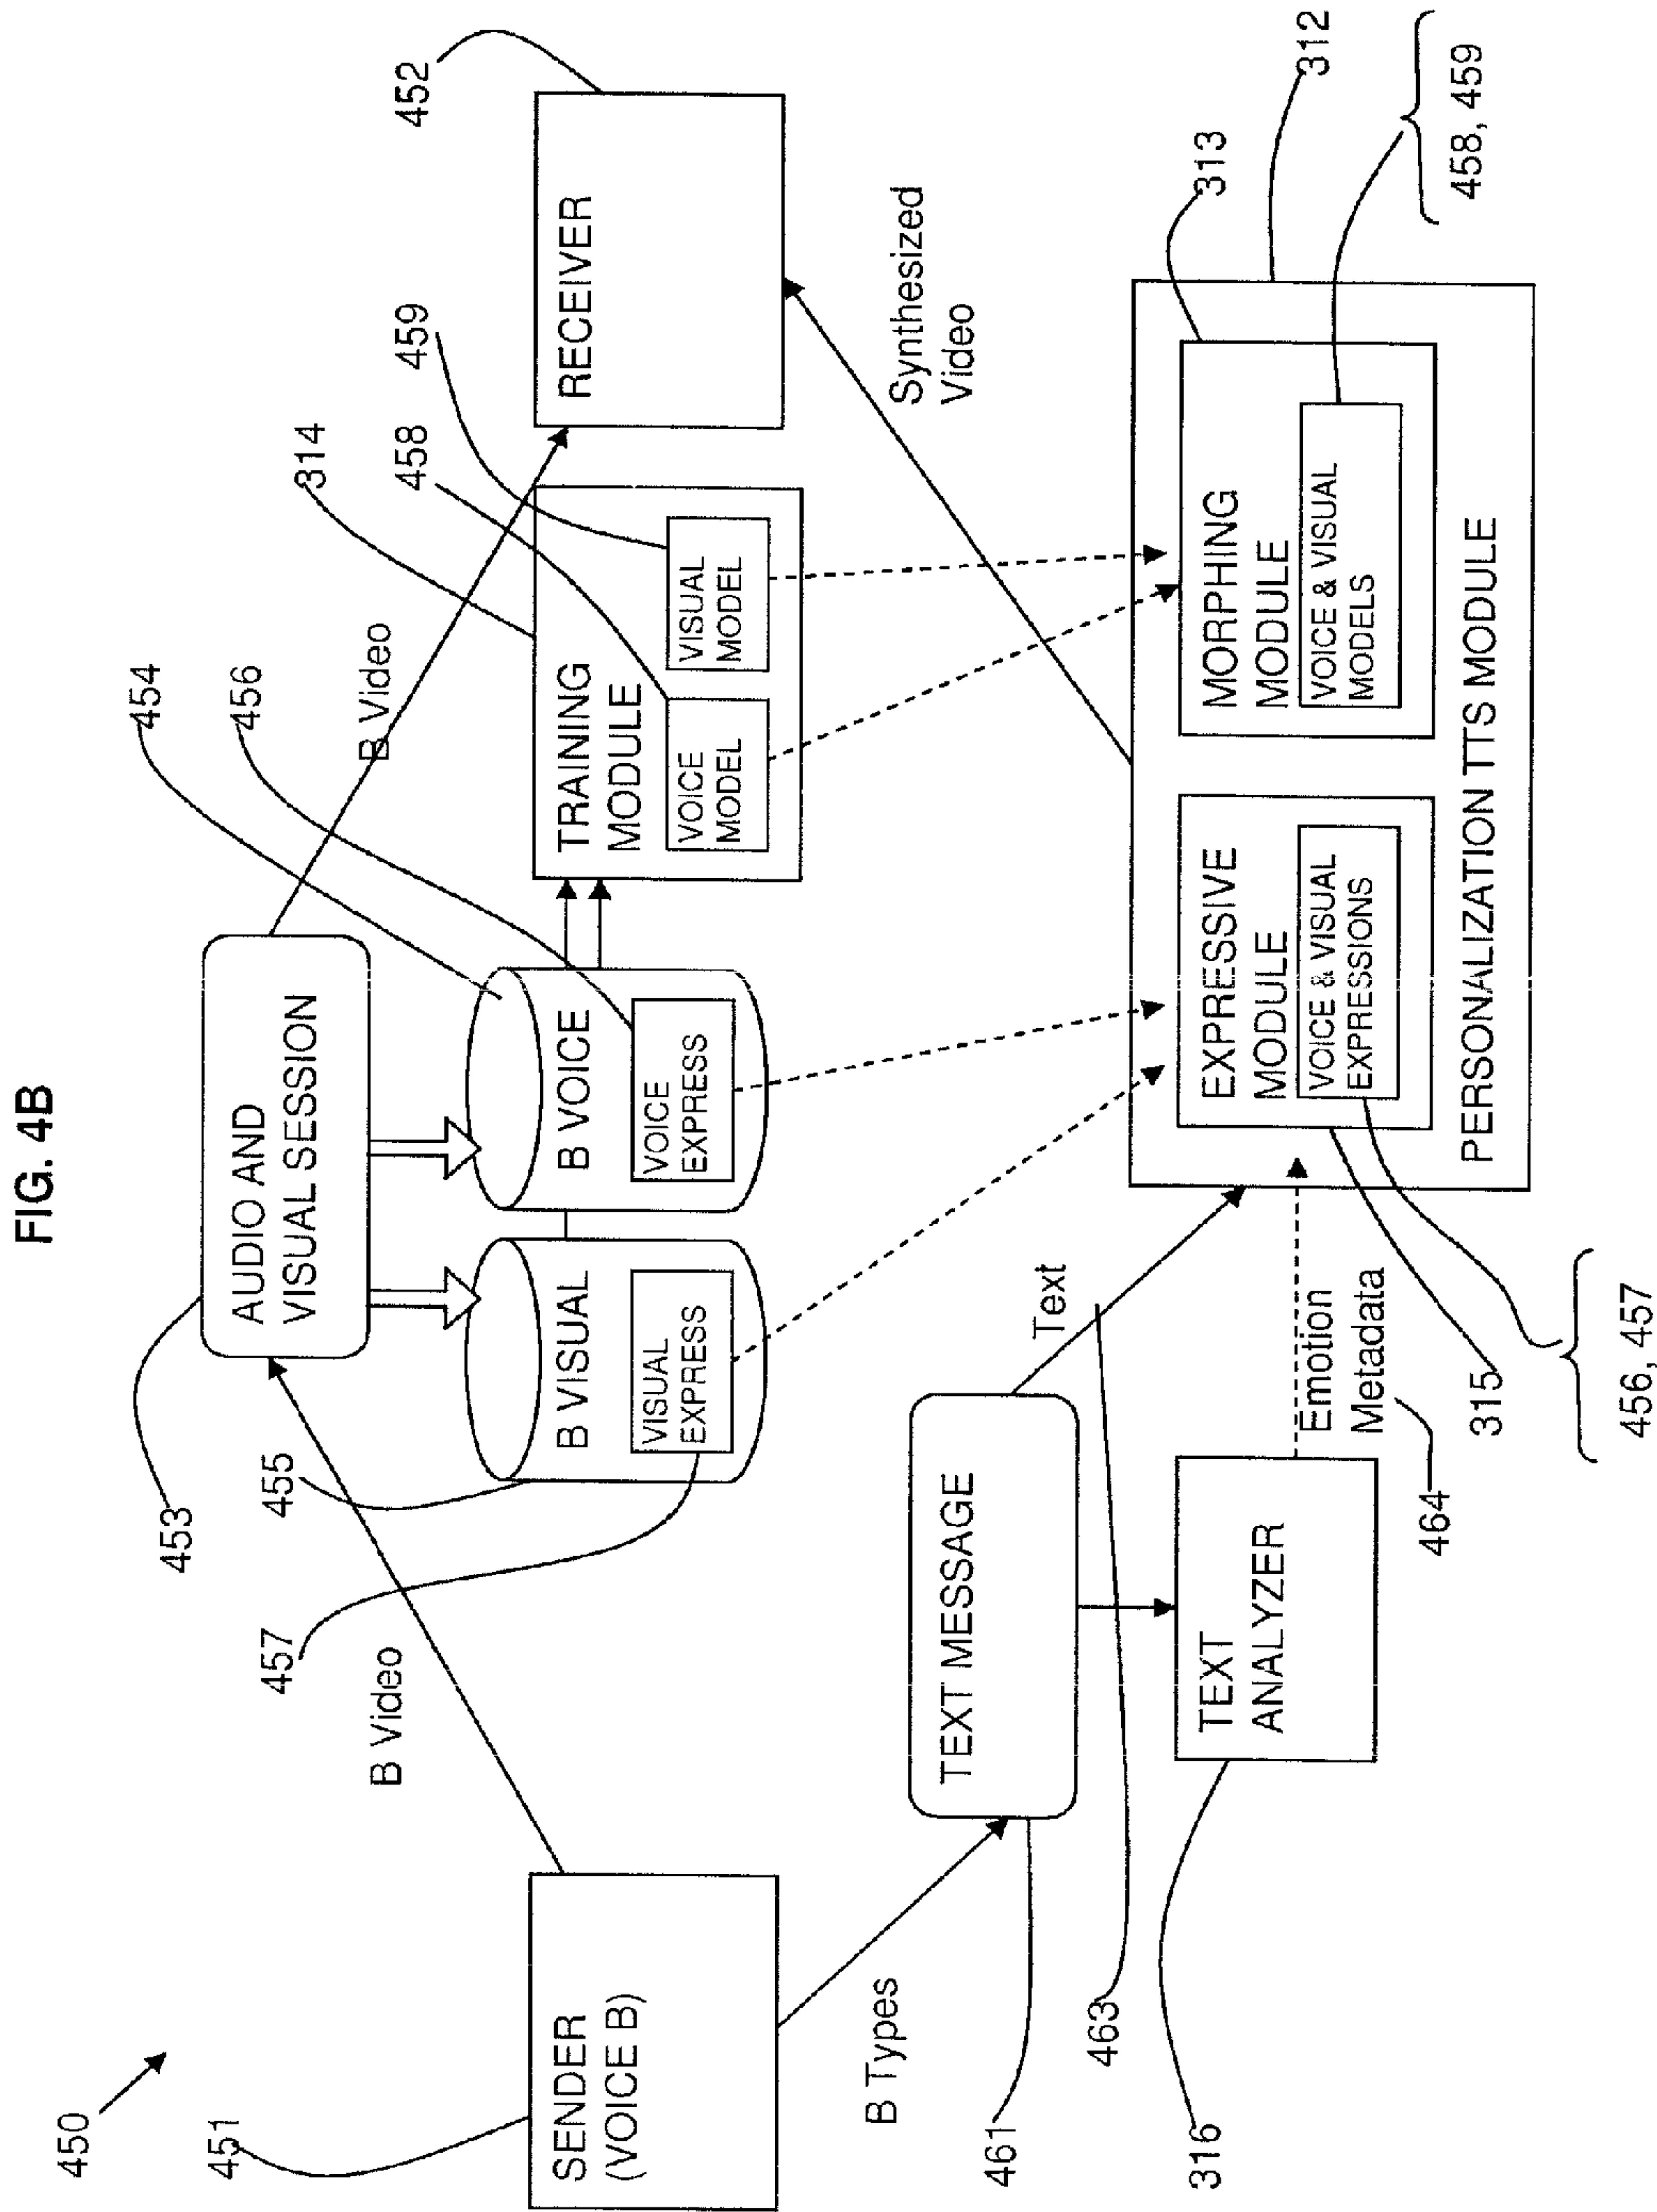 FIG. 4B
450
451
SENDER
(VOICE B)
B Video
453
AUDIO AND
VISUAL SESSION
B Video
454
456
455
457
B VISUAL
VISUAL
EXPRESS
B VOICE
VOICE
EXPRESS
314
458
459
TRAINING
MODULE
VOICE
MODEL
VISUAL
MODEL
452
RECEIVER
B Types
461
TEXT MESSAGE
463
Text
316
TEXT
ANALYZER
Emotion
Metadata
464
315
456, 457
Synthesized
Video
EXPRESSIVE
MODULE
VOICE & VISUAL
EXPRESSIONS
MORPHING
MODULE
VOICE & VISUAL
MODELS
PERSONALIZATION TTS MODULE
313
312
458, 459